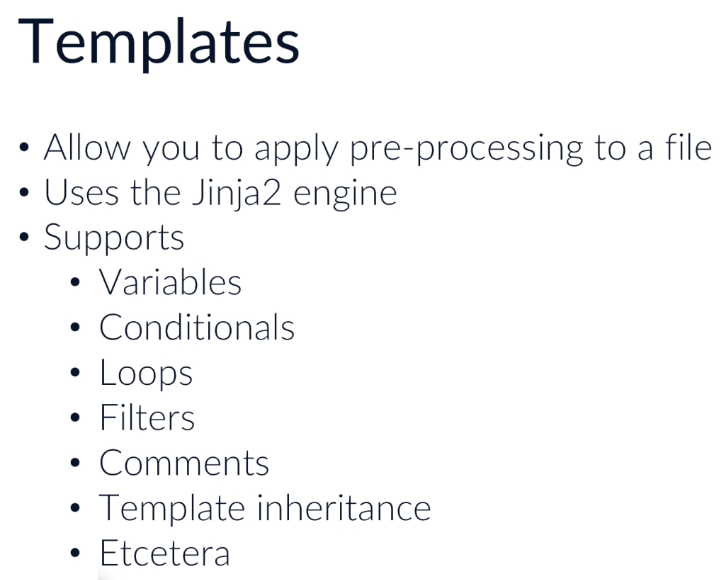 Templates
• Allow you to apply pre-processing to a file
• Uses the Jinja2 engine
• Supports
• Variables
• Conditionals
• Loops
• Filters
• Comments
• Template inheritance
• Etcetera